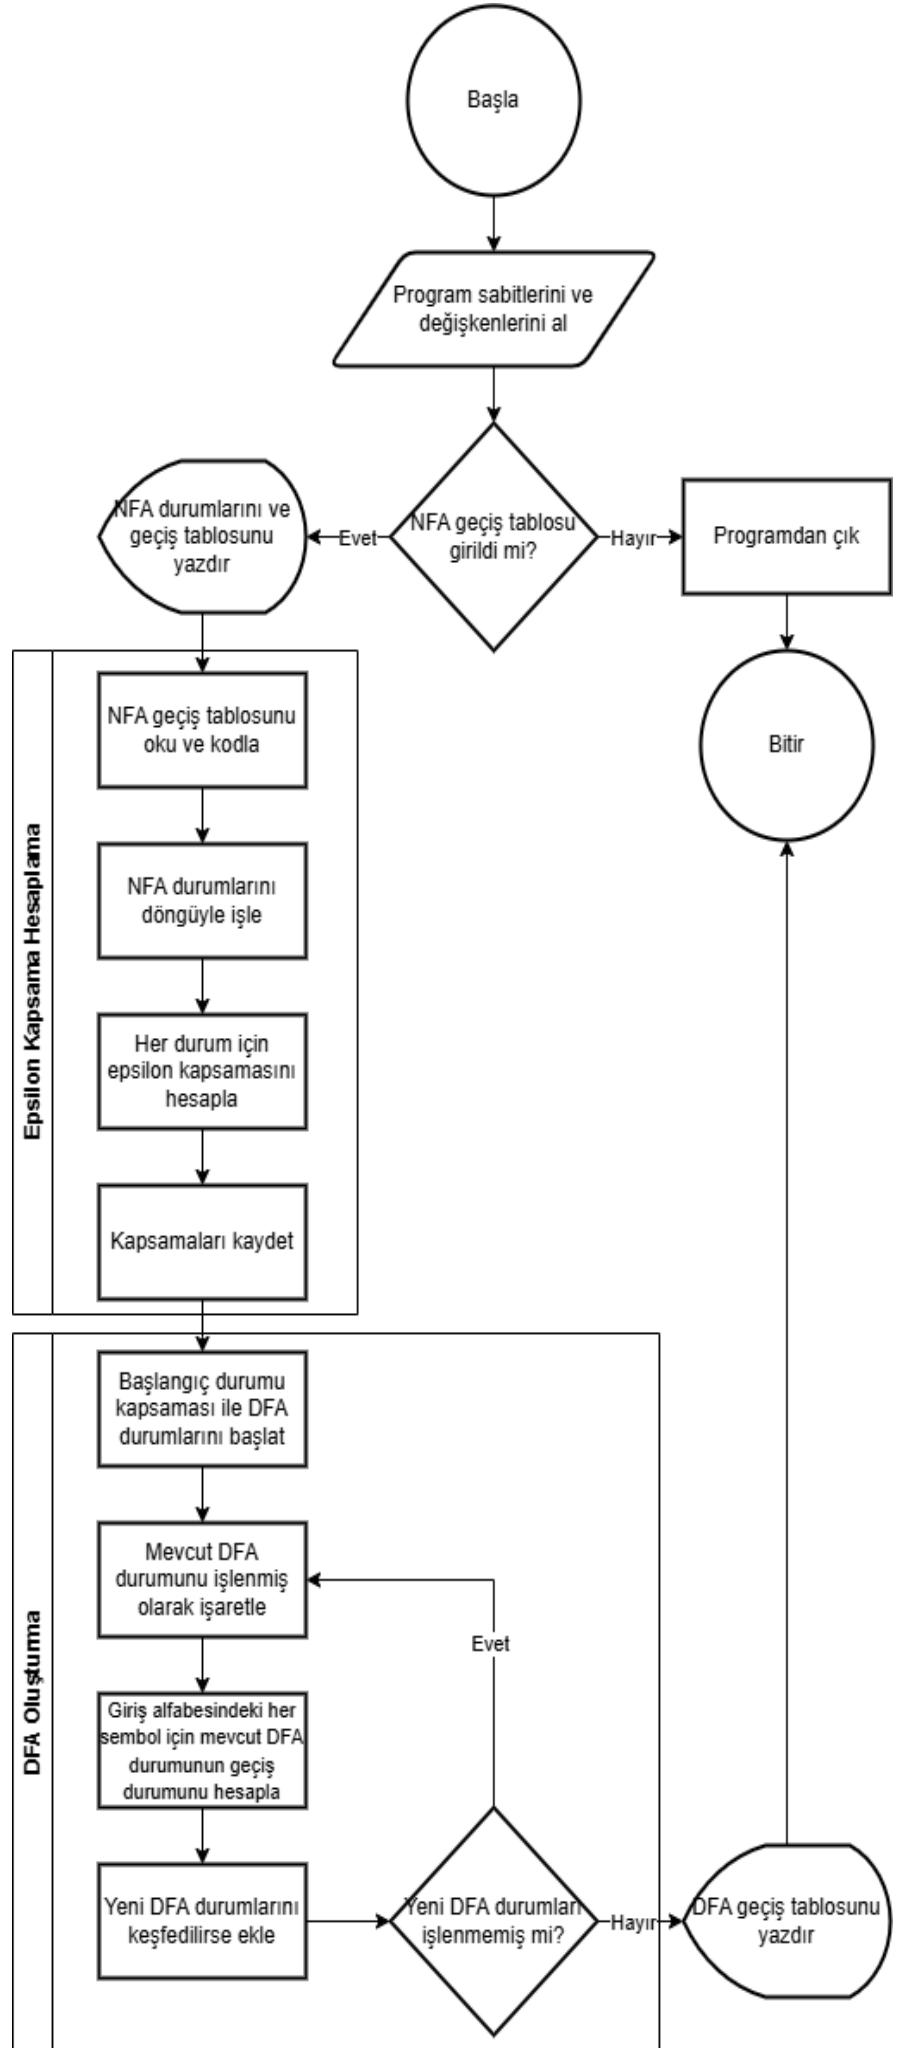 Başla
Program sabitlerini ve
değişkenlerini al
NFA geçiş tablosu
girildi mi?
Evet
Hayır
NFA durumlarını ve
geçiş tablosunu
yazdır
Programdan çık
Bitir
Epsilon Kapsama Hesaplama
NFA geçiş tablosunu
oku ve kodla
NFA durumlarını
döngüyle işle
Her durum için
epsilon kapsamasını
hesapla
Kapsamaları kaydet
DFA Oluşturma
Başlangıç durumu
kapsaması ile DFA
durumlarını başlat
Mevcut DFA
durumunu işlenmiş
olarak işaretle
Giriş alfabesindeki her
sembol için mevcut DFA
durumunun geçiş
durumunu hesapla
Yeni DFA durumlarını
keşfedilirse ekle
Yeni DFA durumları
işlenmemiş mi?
Evet
Hayır
DFA geçiş tablosunu
yazdır